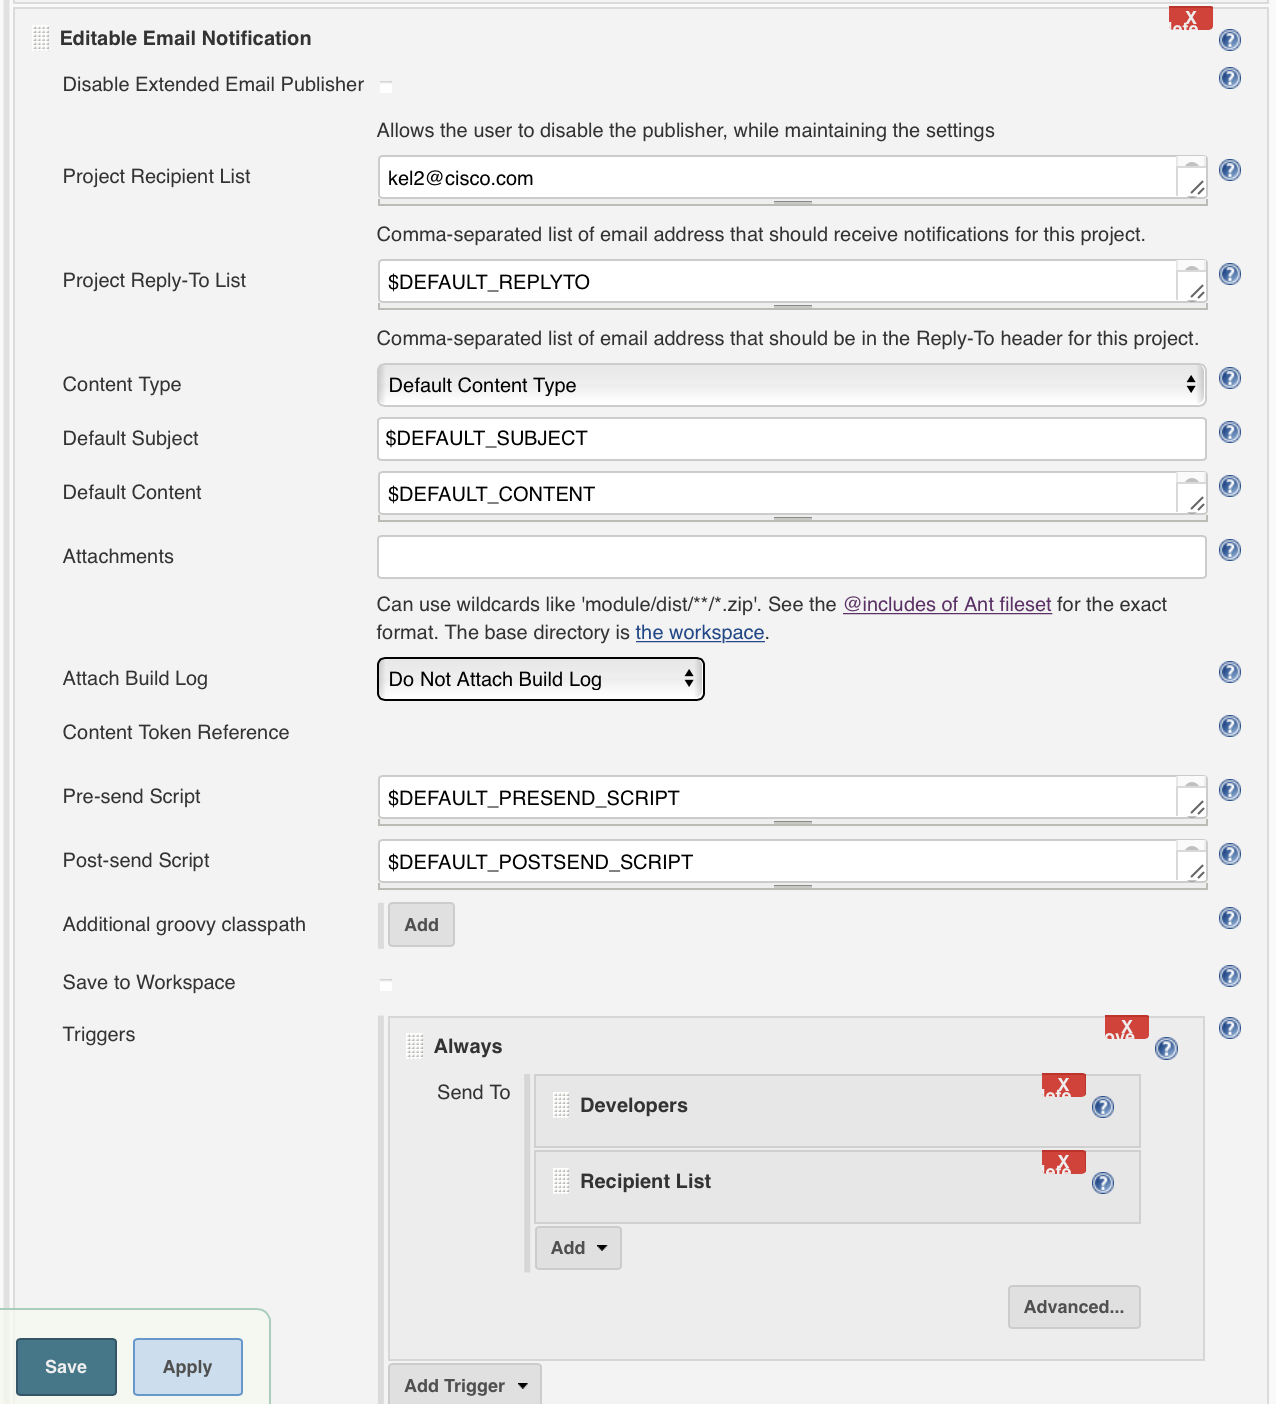 X
Editable Email Notification
?
Disable Extended Email Publisher
?
Allows the user to disable the publisher, while maintaining the settings
Project Recipient List
kel2@cisco.com
?
Comma-separated list of email address that should receive notifications for this project.
Project Reply-To List
$DEFAULT_REPLYTO
?
Comma-separated list of email address that should be in the Reply-To header for this project.
Content Type
Default Content Type
?
Default Subject
$DEFAULT_SUBJECT
?
Default Content
$DEFAULT_CONTENT
?
Attachments
?
Can use wildcards like 'module/dist/**/*.zip'. See the @includes of Ant fileset for the exact
format. The base directory is the workspace.
Attach Build Log
Do Not Attach Build Log
?
Content Token Reference
?
Pre-send Script
$DEFAULT_PRESEND_SCRIPT
?
Post-send Script
$DEFAULT_POSTSEND_SCRIPT
?
Additional groovy classpath
Add
?
Save to Workspace
?
Triggers
X
?
Always
?
Send To
X
Developers
?
X
Recipient List
?
Add
Advanced...
Save
Apply
Add Trigger